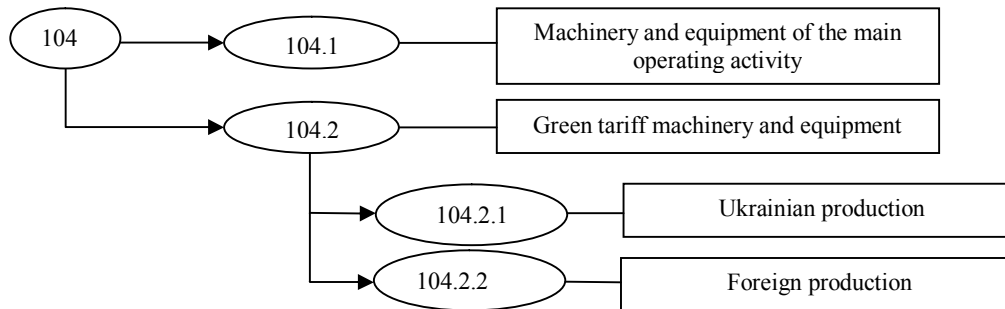 104
104.1
Machinery and equipment of the main
operating activity
104.2
Green tariff machinery and equipment
104.2.1
Ukrainian production
104.2.2
Foreign production